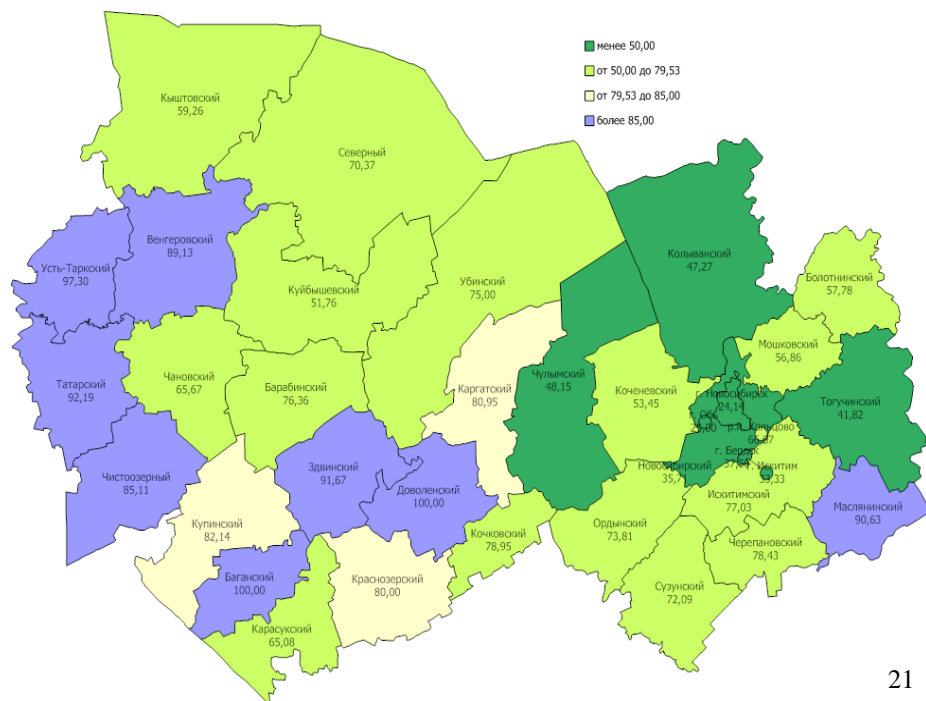 менее 50,00
от 50,00 до 79,53
от 79,53 до 85,00
более 85,00
Кыштовский
59,26
Северный
70,37
Венгеровский
89,13
Усть-Таркский
97,30
Куйбышевский
51,76
Убинский
75,00
Колыванский
47,27
Болотнинский
57,78
Мошковский
56,86
Татарский
92,19
Чановский
65,67
Барабинский
76,36
Каргатский
80,95
Чулымский
48,15
Коченевский
53,45
г. Новосибирск
24,14
Тогучинский
41,82
г. Обь
р.п. Кольцово
66,67
г. Бердск
Новосибирский
г. Искитим
33,33
Чистоозерный
85,11
Здвинский
91,67
Доволенский
100,00
Купинский
82,14
Баганский
100,00
Краснозерский
80,00
Кочковский
78,95
Ордынский
73,81
Искитимский
77,03
Маслянинский
90,63
Черепановский
78,43
Сузунский
72,09
Карасукский
65,08
21